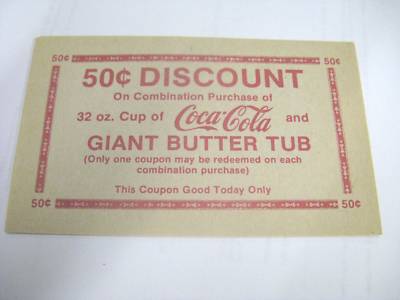 50¢ 50¢
50¢ DISCOUNT
On Combination Purchase of
32 oz. Cup of Coca-Cola and
GIANT BUTTER TUB
(Only one coupon may be redeemed on each
combination purchase)
This Coupon Good Today Only
50¢ 50¢